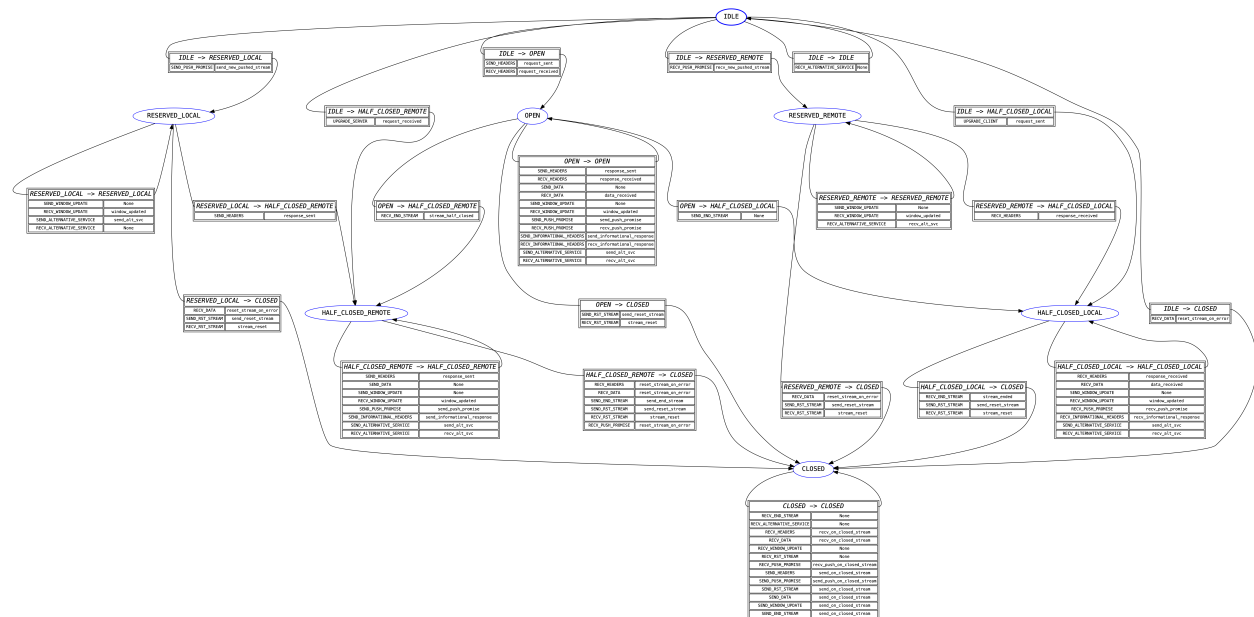 IDLE
IDLE -> RESERVED_LOCAL
SEND_PUSH_PROMISE send_new_pushed_stream
IDLE -> OPEN
SEND_HEADERS request_sent
RECV_HEADERS request_received
IDLE -> RESERVED_REMOTE
RECV_PUSH_PROMISE recv_new_pushed_stream
IDLE -> IDLE
RECV_ALTERNATIVE_SERVICE None
RESERVED_LOCAL
IDLE -> HALF_CLOSED_REMOTE
UPGRADE_SERVER request_received
OPEN
RESERVED_REMOTE
IDLE -> HALF_CLOSED_LOCAL
UPGRADE_CLIENT request_sent
RESERVED_LOCAL -> RESERVED_LOCAL
SEND_WINDOW_UPDATE None
RECV_WINDOW_UPDATE window_updated
SEND_ALTERNATIVE_SERVICE send_alt_svc
RECV_ALTERNATIVE_SERVICE None
RESERVED_LOCAL -> HALF_CLOSED_REMOTE
SEND_HEADERS response_sent
OPEN -> HALF_CLOSED_REMOTE
RECV_END_STREAM stream_half_closed
OPEN -> OPEN
SEND_HEADERS response_sent
RECV_HEADERS response_received
SEND_DATA None
RECV_DATA data_received
SEND_WINDOW_UPDATE None
RECV_WINDOW_UPDATE window_updated
SEND_PUSH_PROMISE send_push_promise
RECV_PUSH_PROMISE recv_push_promise
SEND_INFORMATIONAL_HEADERS send_informational_response
RECV_INFORMATIONAL_HEADERS recv_informational_response
SEND_ALTERNATIVE_SERVICE send_alt_svc
RECV_ALTERNATIVE_SERVICE recv_alt_svc
OPEN -> HALF_CLOSED_LOCAL
SEND_END_STREAM None
RESERVED_REMOTE -> RESERVED_REMOTE
SEND_WINDOW_UPDATE None
RECV_WINDOW_UPDATE window_updated
RECV_ALTERNATIVE_SERVICE recv_alt_svc
RESERVED_REMOTE -> HALF_CLOSED_LOCAL
RECV_HEADERS response_received
RESERVED_LOCAL -> CLOSED
RECV_DATA reset_stream_on_error
SEND_RST_STREAM send_reset_stream
RECV_RST_STREAM stream_reset
HALF_CLOSED_REMOTE
OPEN -> CLOSED
SEND_RST_STREAM send_reset_stream
RECV_RST_STREAM stream_reset
HALF_CLOSED_LOCAL
IDLE -> CLOSED
RECV_DATA reset_stream_on_error
HALF_CLOSED_REMOTE -> HALF_CLOSED_REMOTE
SEND_HEADERS response_sent
SEND_DATA None
SEND_WINDOW_UPDATE None
RECV_WINDOW_UPDATE window_updated
SEND_PUSH_PROMISE send_push_promise
SEND_INFORMATIONAL_HEADERS send_informational_response
SEND_ALTERNATIVE_SERVICE send_alt_svc
RECV_ALTERNATIVE_SERVICE recv_alt_svc
HALF_CLOSED_REMOTE -> CLOSED
RECV_HEADERS reset_stream_on_error
RECV_DATA reset_stream_on_error
SEND_END_STREAM send_end_stream
SEND_RST_STREAM send_reset_stream
RECV_RST_STREAM stream_reset
RECV_PUSH_PROMISE reset_stream_on_error
RESERVED_REMOTE -> CLOSED
RECV_DATA reset_stream_on_error
SEND_RST_STREAM send_reset_stream
RECV_RST_STREAM stream_reset
HALF_CLOSED_LOCAL -> CLOSED
RECV_END_STREAM stream_ended
SEND_RST_STREAM send_reset_stream
RECV_RST_STREAM stream_reset
HALF_CLOSED_LOCAL -> HALF_CLOSED_LOCAL
RECV_HEADERS response_received
RECV_DATA data_received
SEND_WINDOW_UPDATE None
RECV_WINDOW_UPDATE window_updated
RECV_PUSH_PROMISE recv_push_promise
RECV_INFORMATIONAL_HEADERS recv_informational_response
SEND_ALTERNATIVE_SERVICE send_alt_svc
RECV_ALTERNATIVE_SERVICE recv_alt_svc
CLOSED
CLOSED -> CLOSED
RECV_END_STREAM None
RECV_ALTERNATIVE_SERVICE None
RECV_HEADERS recv_on_closed_stream
RECV_DATA recv_on_closed_stream
RECV_WINDOW_UPDATE None
RECV_RST_STREAM None
RECV_PUSH_PROMISE recv_push_on_closed_stream
SEND_HEADERS send_on_closed_stream
SEND_PUSH_PROMISE send_push_on_closed_stream
SEND_RST_STREAM send_on_closed_stream
SEND_DATA send_on_closed_stream
SEND_WINDOW_UPDATE send_on_closed_stream
SEND_END_STREAM send_on_closed_stream